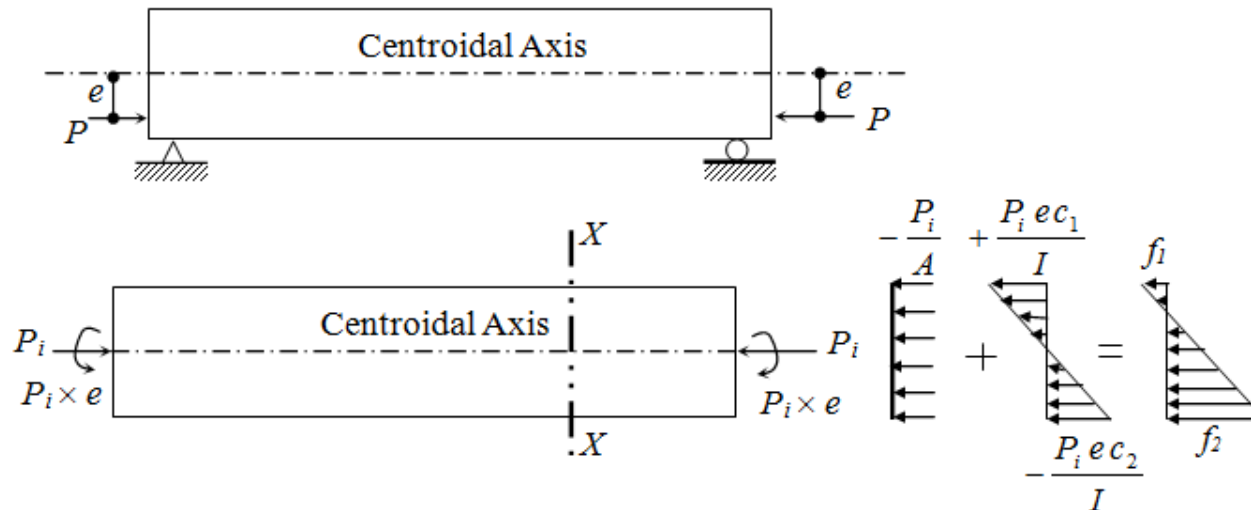 Centroidal Axis
e
e
P
P
X
- P_i/A + P_i e c_1/I
f_1
Centroidal Axis
P_i
P_i
+
=
P_i × e
P_i × e
X
f_2
- P_i e c_2/I